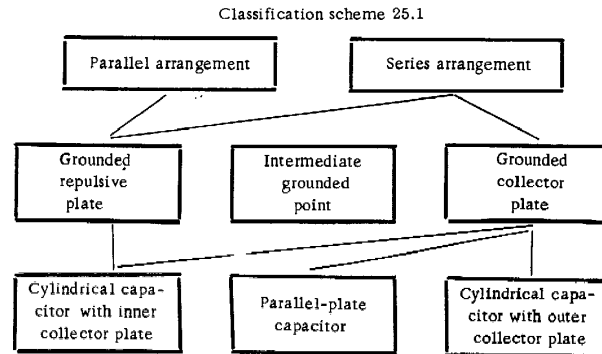 Classification scheme 25.1
Parallel arrangement
Series arrangement
Grounded
repulsive
plate
Intermediate
grounded
point
Grounded
collector
plate
Cylindrical capa-
citor with inner
collector plate
Parallel-plate
capacitor
Cylindrical capa-
citor with outer
collector plate